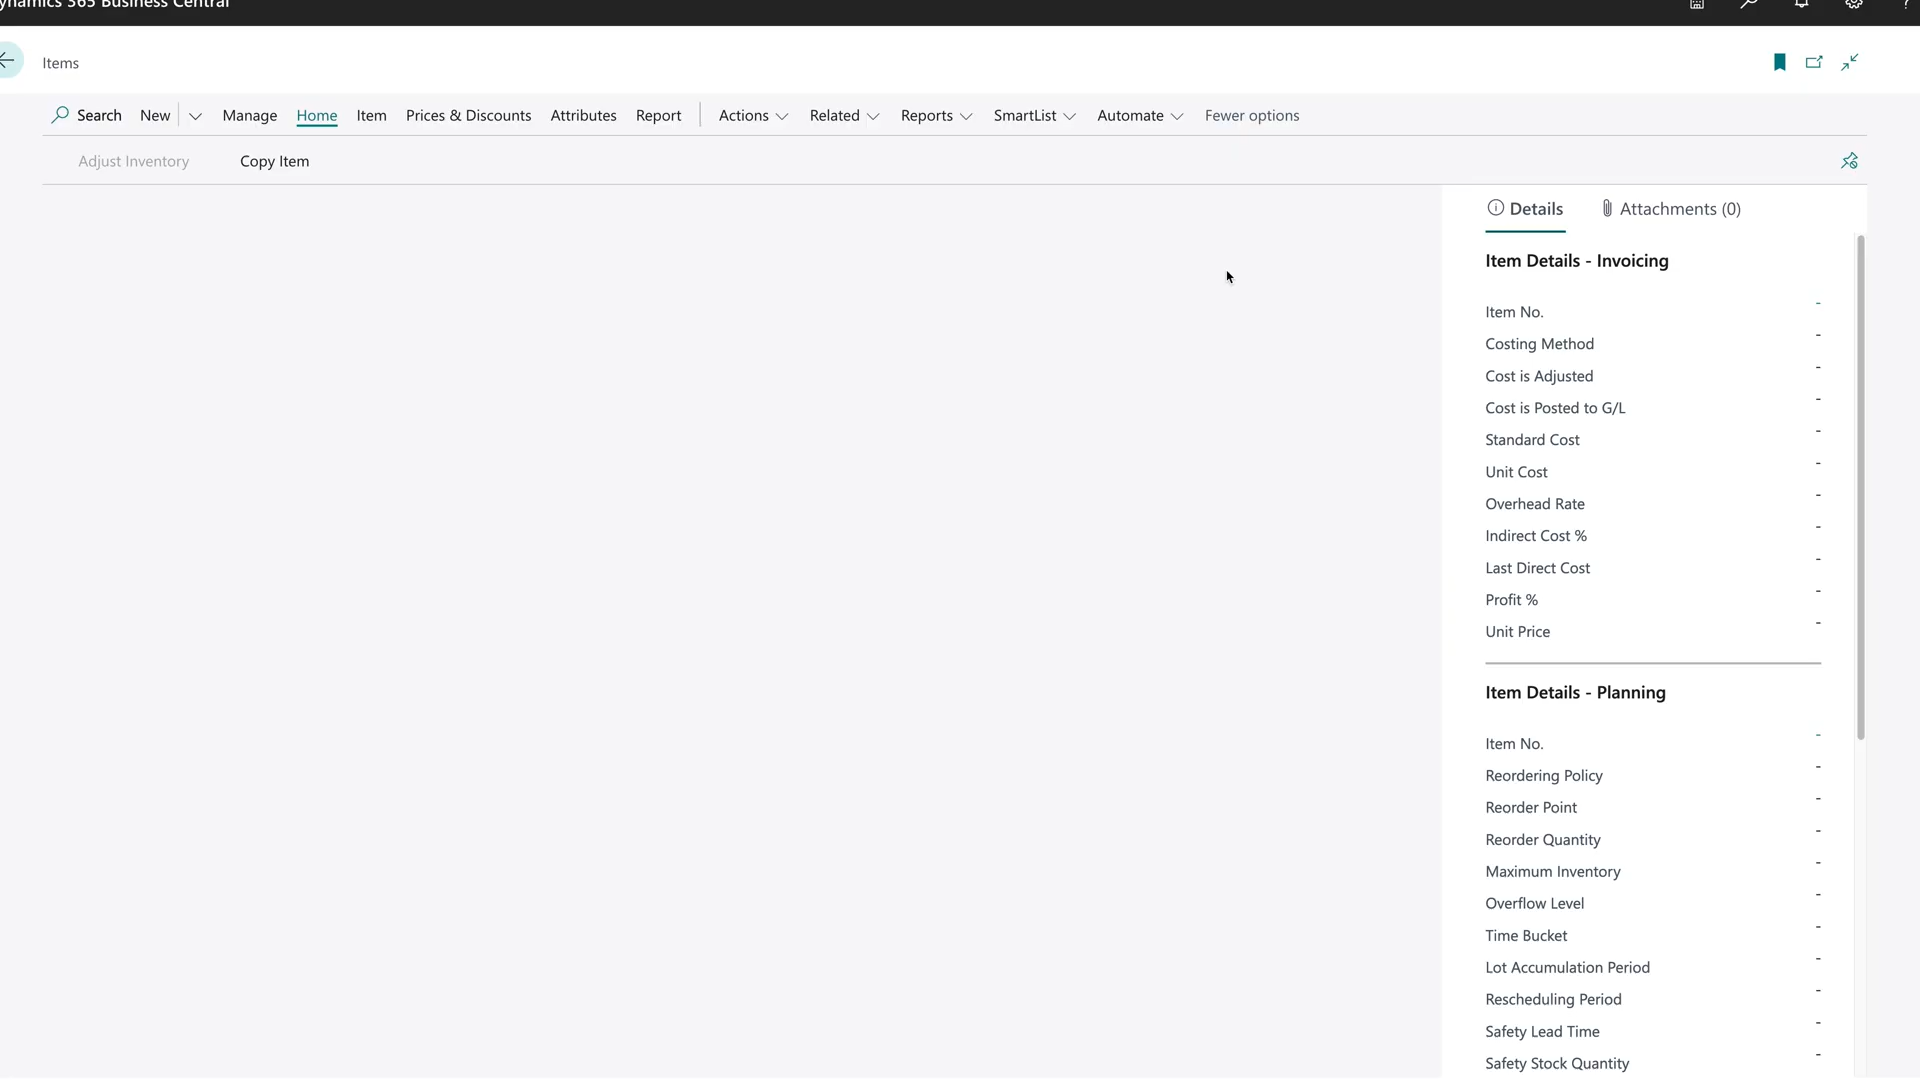 Dynamics 365 Business Central
Items
Search New Manage Home Item Prices & Discounts Attributes Report Actions Related Reports SmartList Automate Fewer options
Adjust Inventory Copy Item
Details Attachments (0)
Item Details - Invoicing
Item No. -
Costing Method -
Cost is Adjusted -
Cost is Posted to G/L -
Standard Cost -
Unit Cost -
Overhead Rate -
Indirect Cost % -
Last Direct Cost -
Profit % -
Unit Price -
Item Details - Planning
Item No. -
Reordering Policy -
Reorder Point -
Reorder Quantity -
Maximum Inventory -
Overflow Level -
Time Bucket -
Lot Accumulation Period -
Rescheduling Period -
Safety Lead Time -
Safety Stock Quantity -